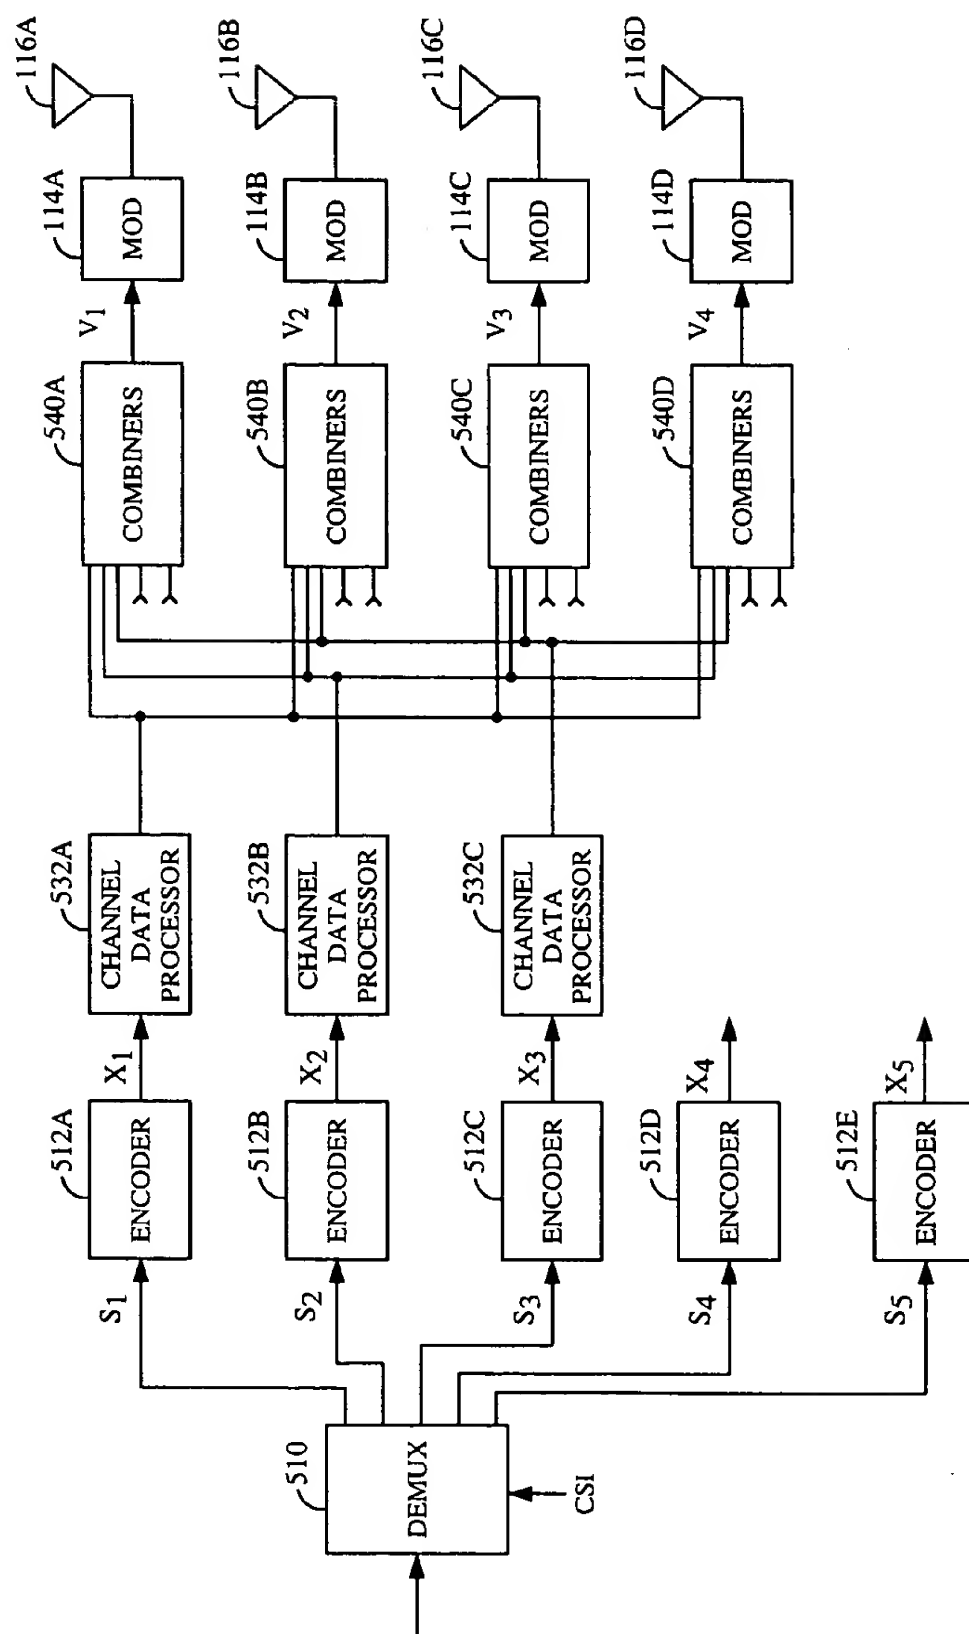 510
DEMUX
CSI
S1
S2
S3
S4
S5
512A
ENCODER
512B
ENCODER
512C
ENCODER
512D
ENCODER
512E
ENCODER
X1
X2
X3
X4
X5
532A
CHANNEL
DATA
PROCESSOR
532B
CHANNEL
DATA
PROCESSOR
532C
CHANNEL
DATA
PROCESSOR
540A
COMBINERS
540B
COMBINERS
540C
COMBINERS
540D
COMBINERS
V1
V2
V3
V4
114A
MOD
114B
MOD
114C
MOD
114D
MOD
116A
116B
116C
116D